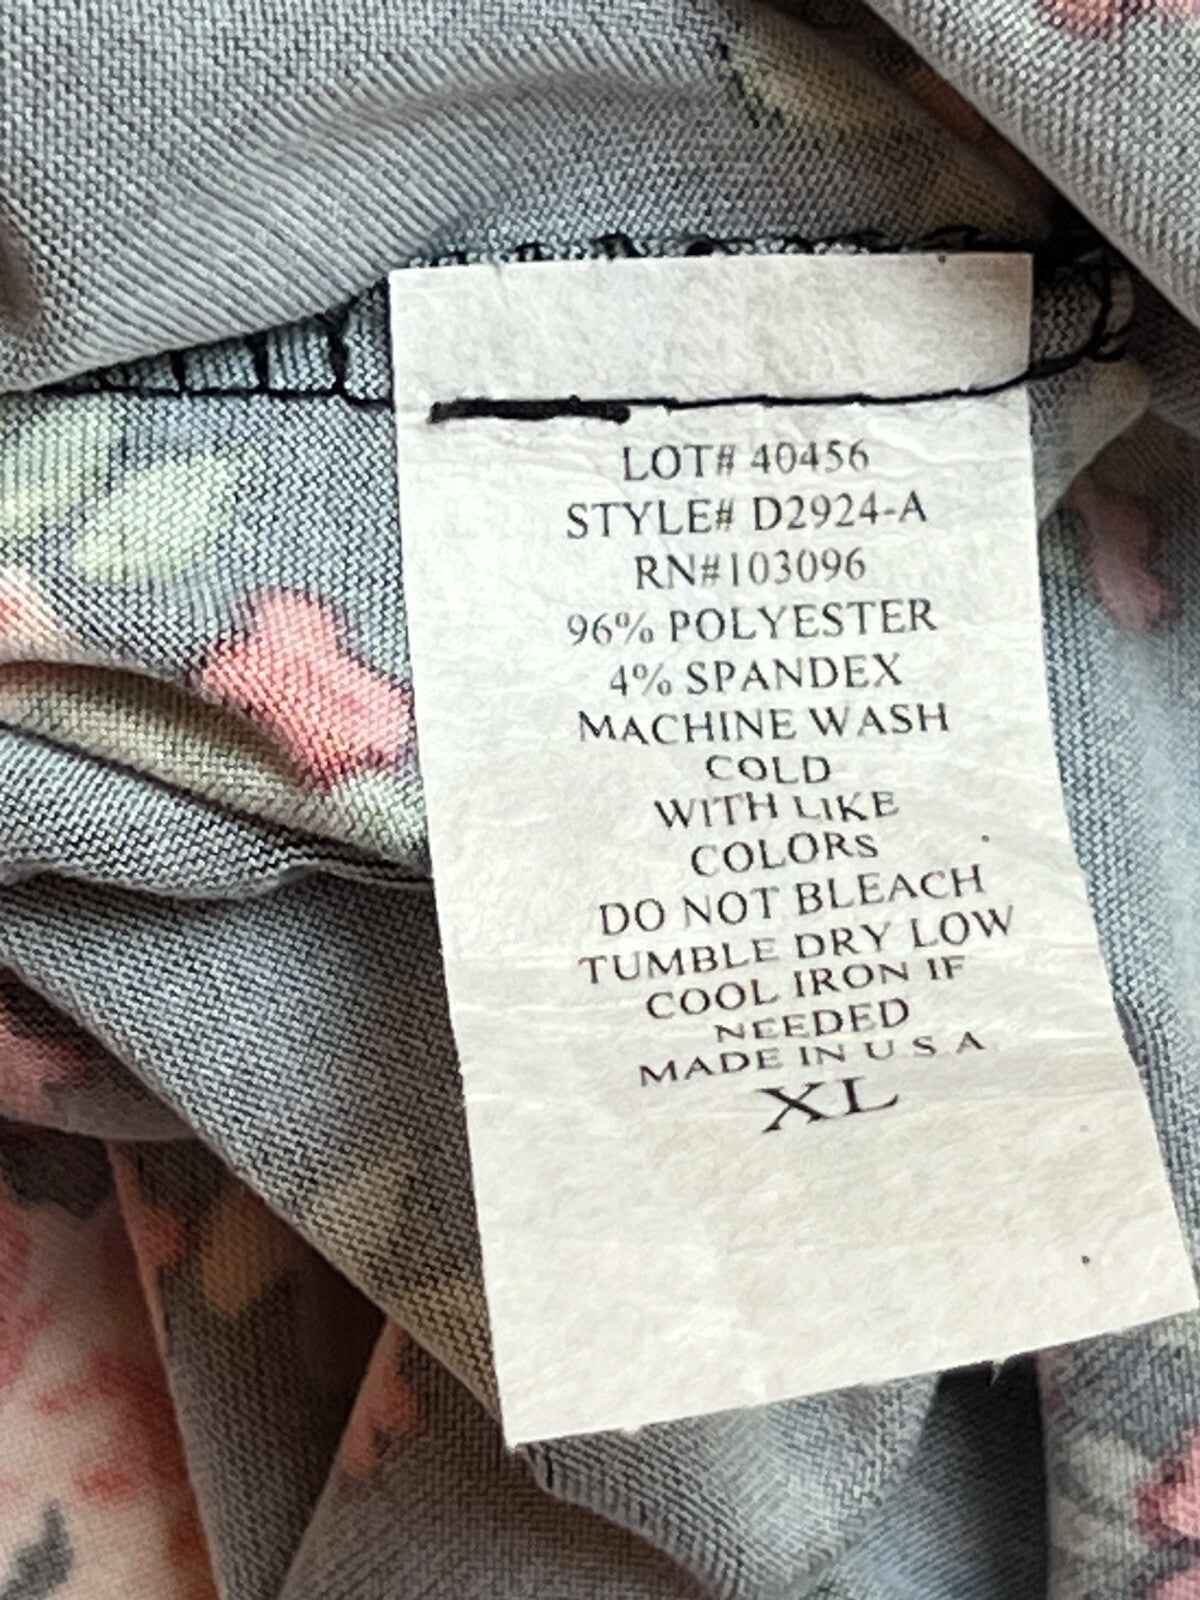 LOT# 40456
STYLE# D2924-A
RN#103096
96% POLYESTER
4% SPANDEX
MACHINE WASH
COLD
WITH LIKE
COLORS
DO NOT BLEACH
TUMBLE DRY LOW
COOL IRON IF
NEEDED
MADE IN U S A
XL